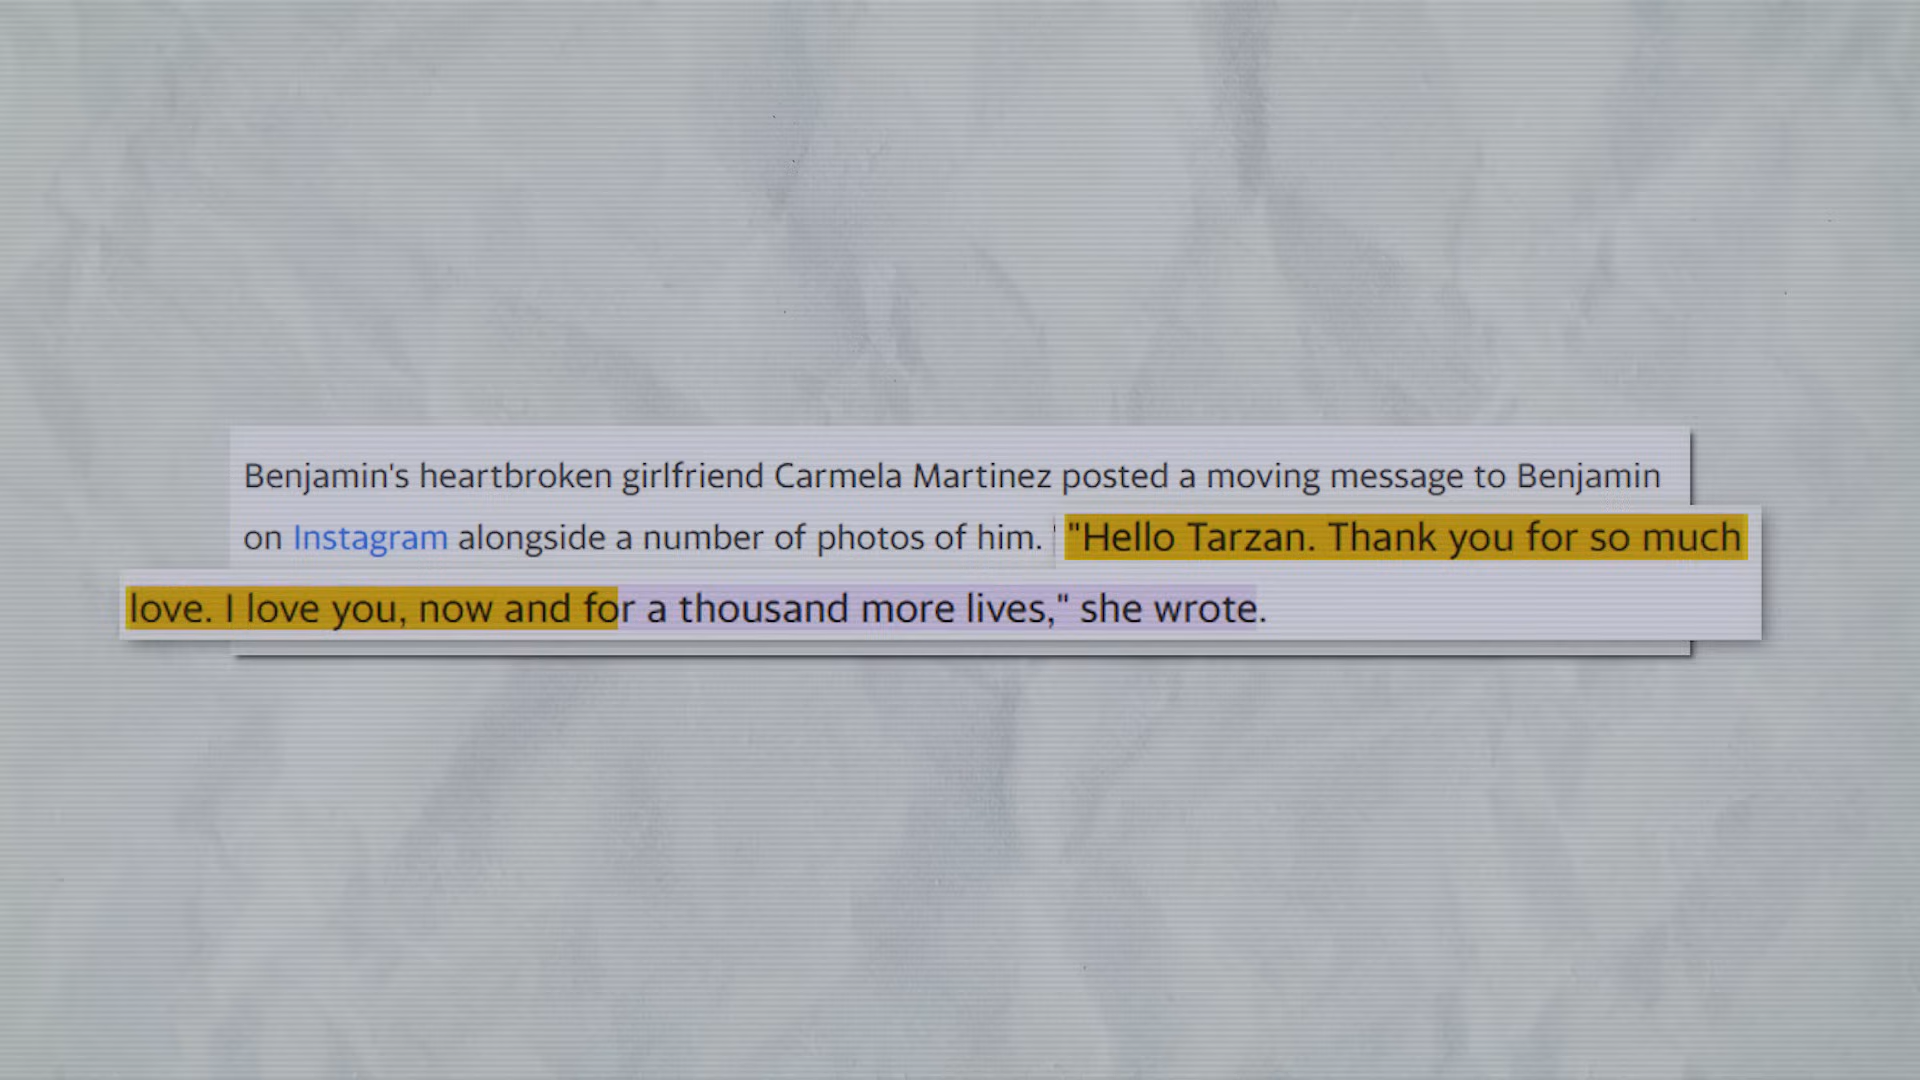 Benjamin's heartbroken girlfriend Carmela Martinez posted a moving message to Benjamin
on Instagram alongside a number of photos of him. "Hello Tarzan. Thank you for so much
love. I love you, now and for a thousand more lives," she wrote.